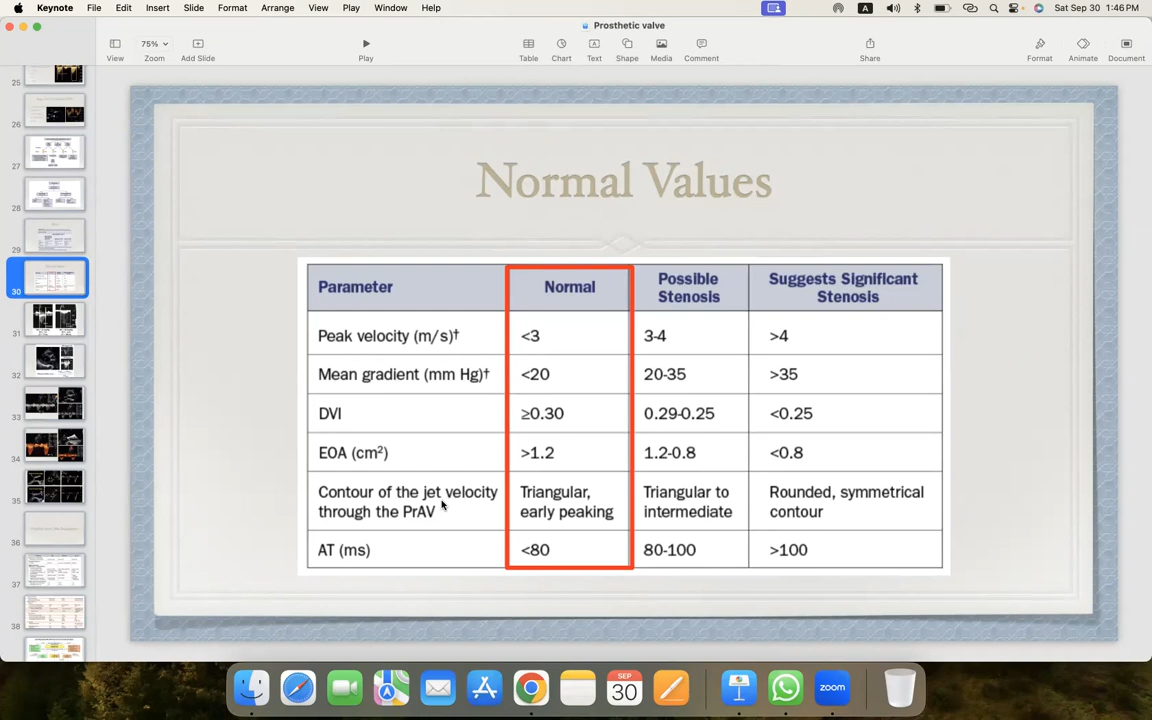 Keynote File Edit Insert Slide Format Arrange View Play Window Help A Sat Sep 30 1:46 PM
Prosthetic valve
75%
View Zoom Add Slide Play Table Chart Text Shape Media Comment Share Format Animate Document
25
26
27
28
29
30
31
32
33
34
35
36
37
38
Normal Values
Parameter Normal Possible Stenosis Suggests Significant Stenosis
Peak velocity (m/s)† <3 3-4 >4
Mean gradient (mm Hg)† <20 20-35 >35
DVI ≥0.30 0.29-0.25 <0.25
EOA (cm²) >1.2 1.2-0.8 <0.8
Contour of the jet velocity through the PrAV Triangular, early peaking Triangular to intermediate Rounded, symmetrical contour
AT (ms) <80 80-100 >100
SEP
30
zoom